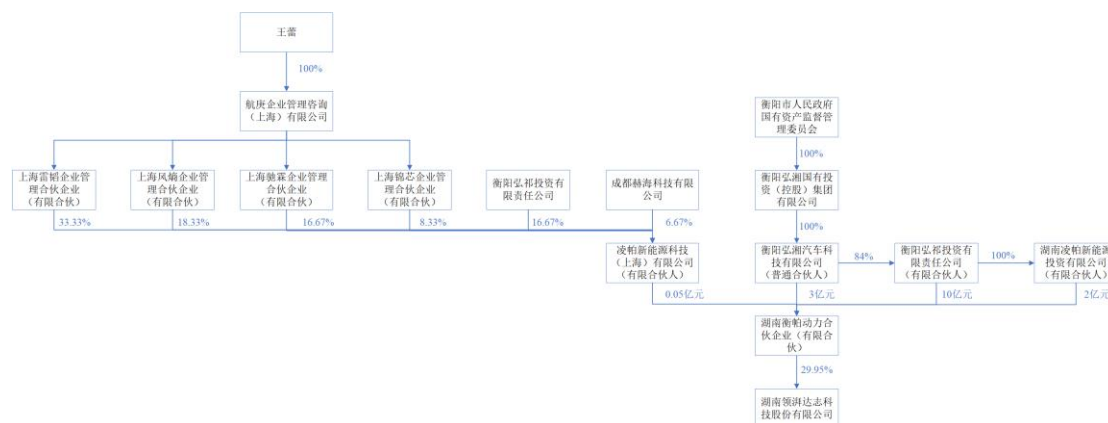 王蕾
100%
航庚企业管理咨询
（上海）有限公司
衡阳市人民政府
国有资产监督管
理委员会
100%
上海雷韬企业管
理合伙企业
（有限合伙）
上海风熵企业管
理合伙企业
（有限合伙）
上海驰霖企业管理
合伙企业
（有限合伙）
上海锦芯企业管理
合伙企业
（有限合伙）
衡阳弘祁投资有
限责任公司
成都赫海科技有限公
司
衡阳弘湘国有投
资（控股）集团
有限公司
33.33%
18.33%
16.67%
8.33%
16.67%
6.67%
100%
凌帕新能源科技
（上海）有限公司
（有限合伙人）
衡阳弘湘汽车科
技有限公司
（普通合伙人）
84%
衡阳弘祁投资有
限责任公司
（有限合伙人）
100%
湖南凌帕新能源
投资有限公司
（有限合伙人）
0.05亿元
3亿元
10亿元
2亿元
湖南衡帕动力合
伙企业（有限合
伙）
29.95%
湖南领湃达志科
技股份有限公司